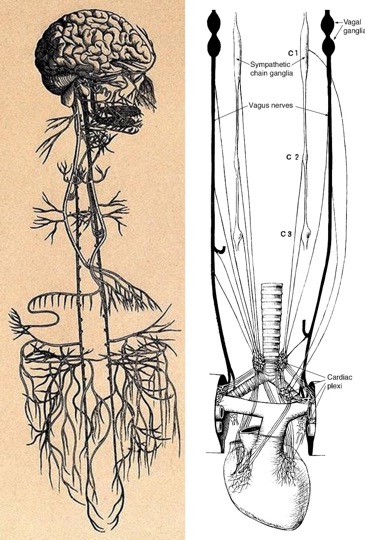 Vagal
ganglia
C 1
Sympathetic
chain ganglia
Vagus nerves
C 2
C 3
Cardiac
plexi